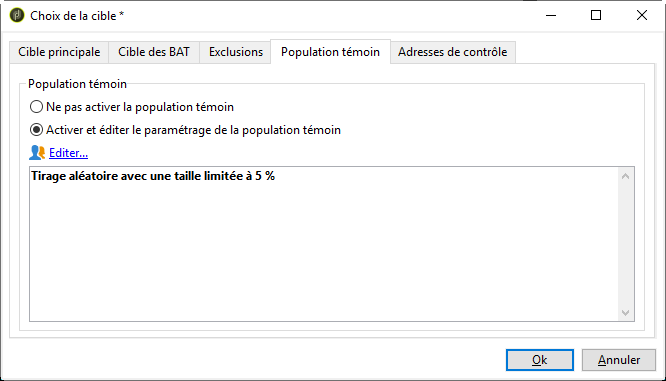 Choix de la cible *
Cible principale Cible des BAT Exclusions Population témoin Adresses de contrôle
Population témoin
Ne pas activer la population témoin
Activer et éditer le paramétrage de la population témoin
Editer...
Tirage aléatoire avec une taille limitée à 5 %
Ok Annuler